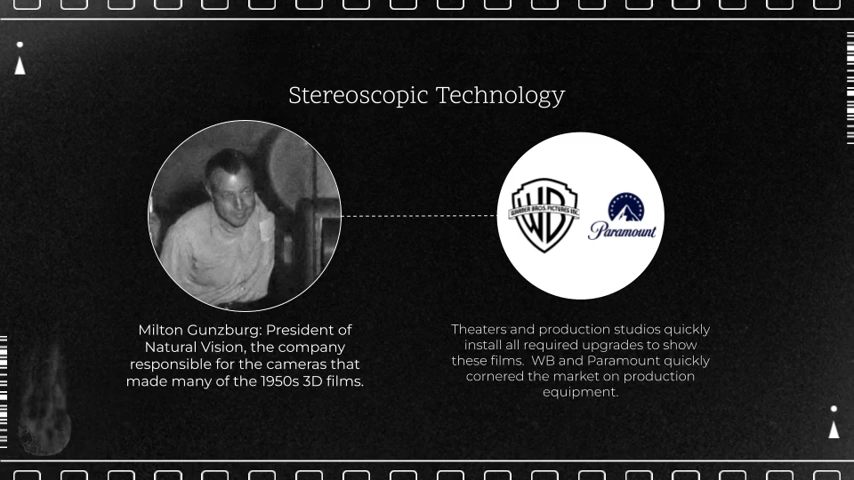 Stereoscopic Technology
WARNER BROS. PICTURES INC.
WB
Paramount
Milton Gunzburg: President of
Natural Vision, the company
responsible for the cameras that
made many of the 1950s 3D films.
Theaters and production studios quickly
install all required upgrades to show
these films.  WB and Paramount quickly
cornered the market on production
equipment.